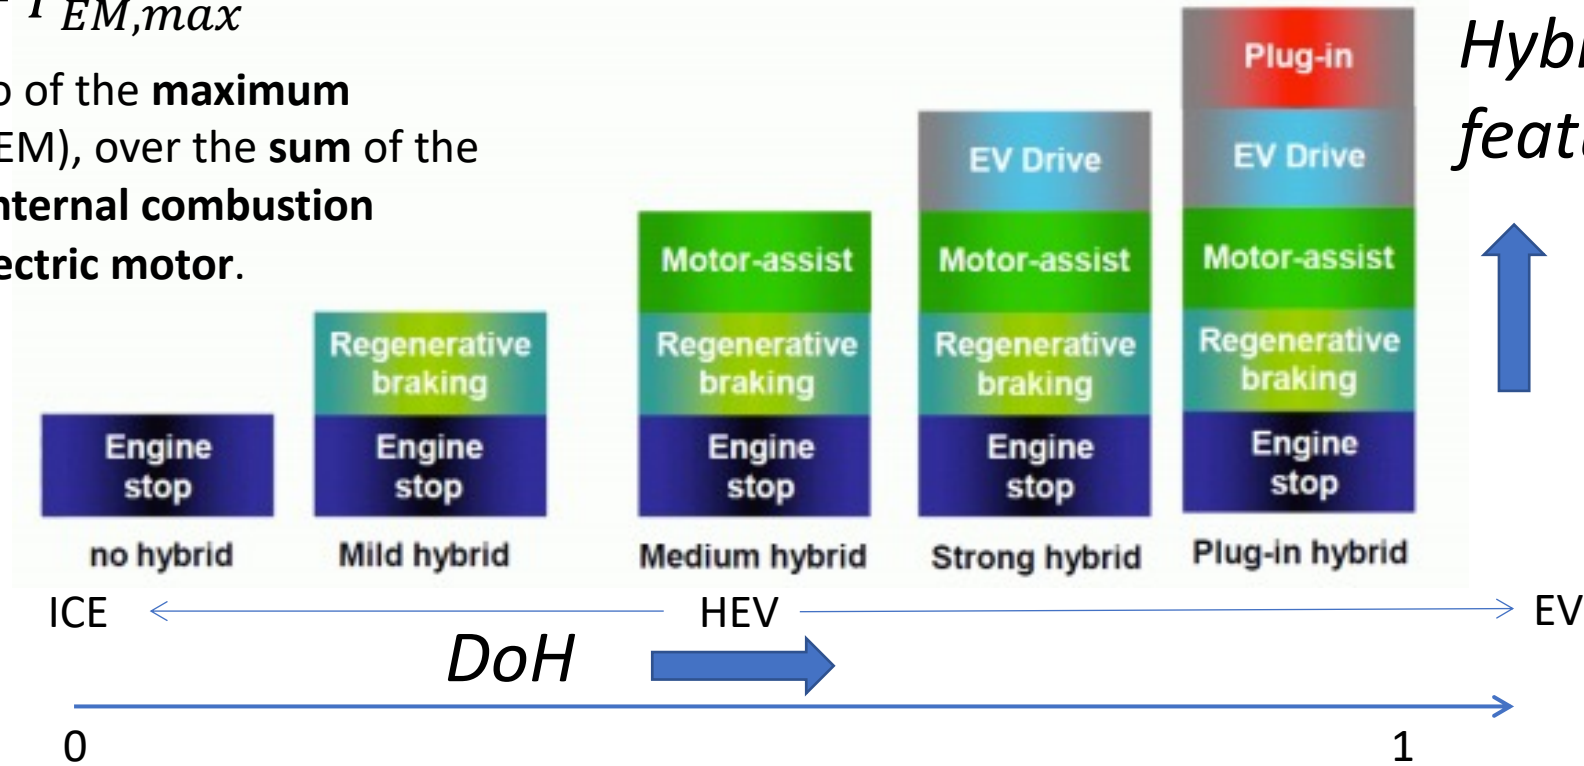 EM,max
o of the maximum
EM), over the sum of the
nternal combustion
ectric motor.
Hybr
featu
Plug-in
EV Drive
EV Drive
Motor-assist
Motor-assist
Motor-assist
Regenerative
braking
Regenerative
braking
Regenerative
braking
Regenerative
braking
Engine
stop
Engine
stop
Engine
stop
Engine
stop
Engine
stop
no hybrid
Mild hybrid
Medium hybrid
Strong hybrid
Plug-in hybrid
ICE
HEV
EV
DoH
0
1